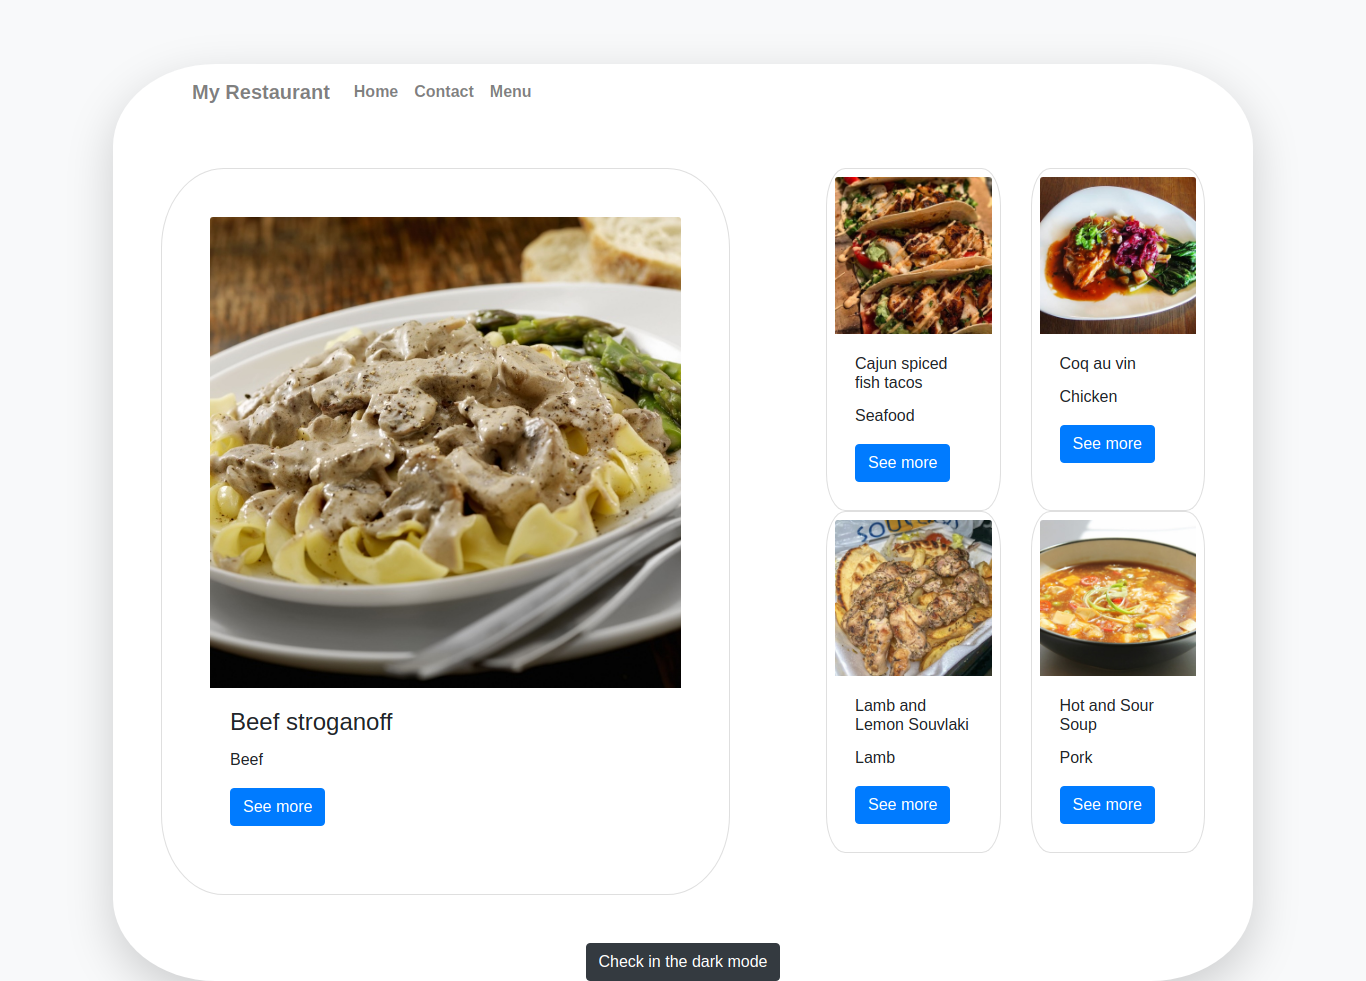 My Restaurant Home Contact Menu
Beef stroganoff
Beef
See more
Cajun spiced
fish tacos
Seafood
See more
Coq au vin
Chicken
See more
Lamb and
Lemon Souvlaki
Lamb
See more
Hot and Sour
Soup
Pork
See more
Check in the dark mode